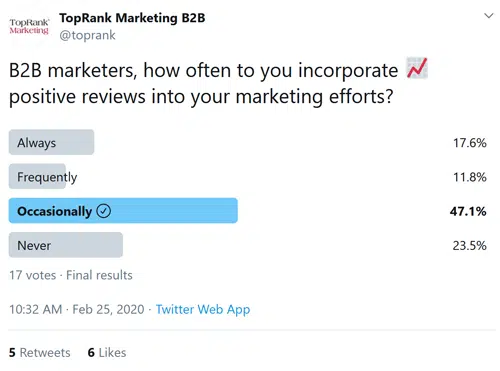 TopRank
Marketing
TopRank Marketing B2B
@toprank
B2B marketers, how often to you incorporate 📈
positive reviews into your marketing efforts?
Always 17.6%
Frequently 11.8%
Occasionally 47.1%
Never 23.5%
17 votes · Final results
10:32 AM · Feb 25, 2020 · Twitter Web App
5 Retweets 6 Likes